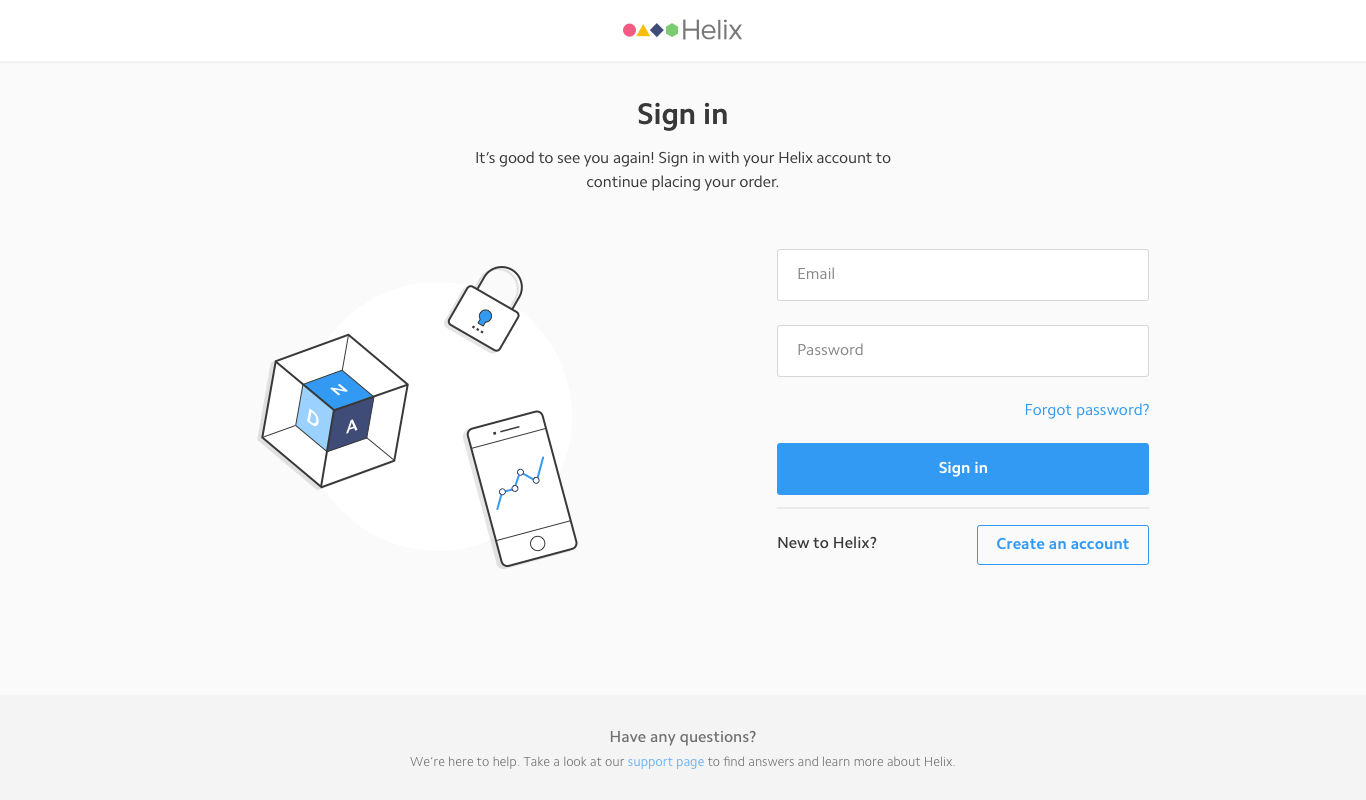 Helix
Sign in
It's good to see you again! Sign in with your Helix account to
continue placing your order.
N
D
A
Email
Password
Forgot password?
Sign in
New to Helix?
Create an account
Have any questions?
We're here to help. Take a look at our support page to find answers and learn more about Helix.